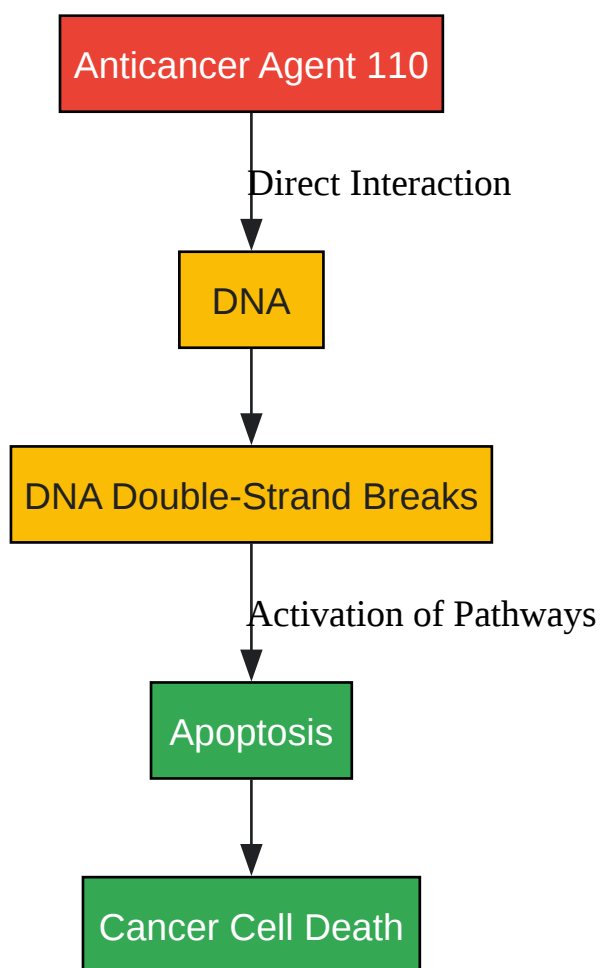 Anticancer Agent 110
Direct Interaction
DNA
DNA Double-Strand Breaks
Activation of Pathways
Apoptosis
Cancer Cell Death